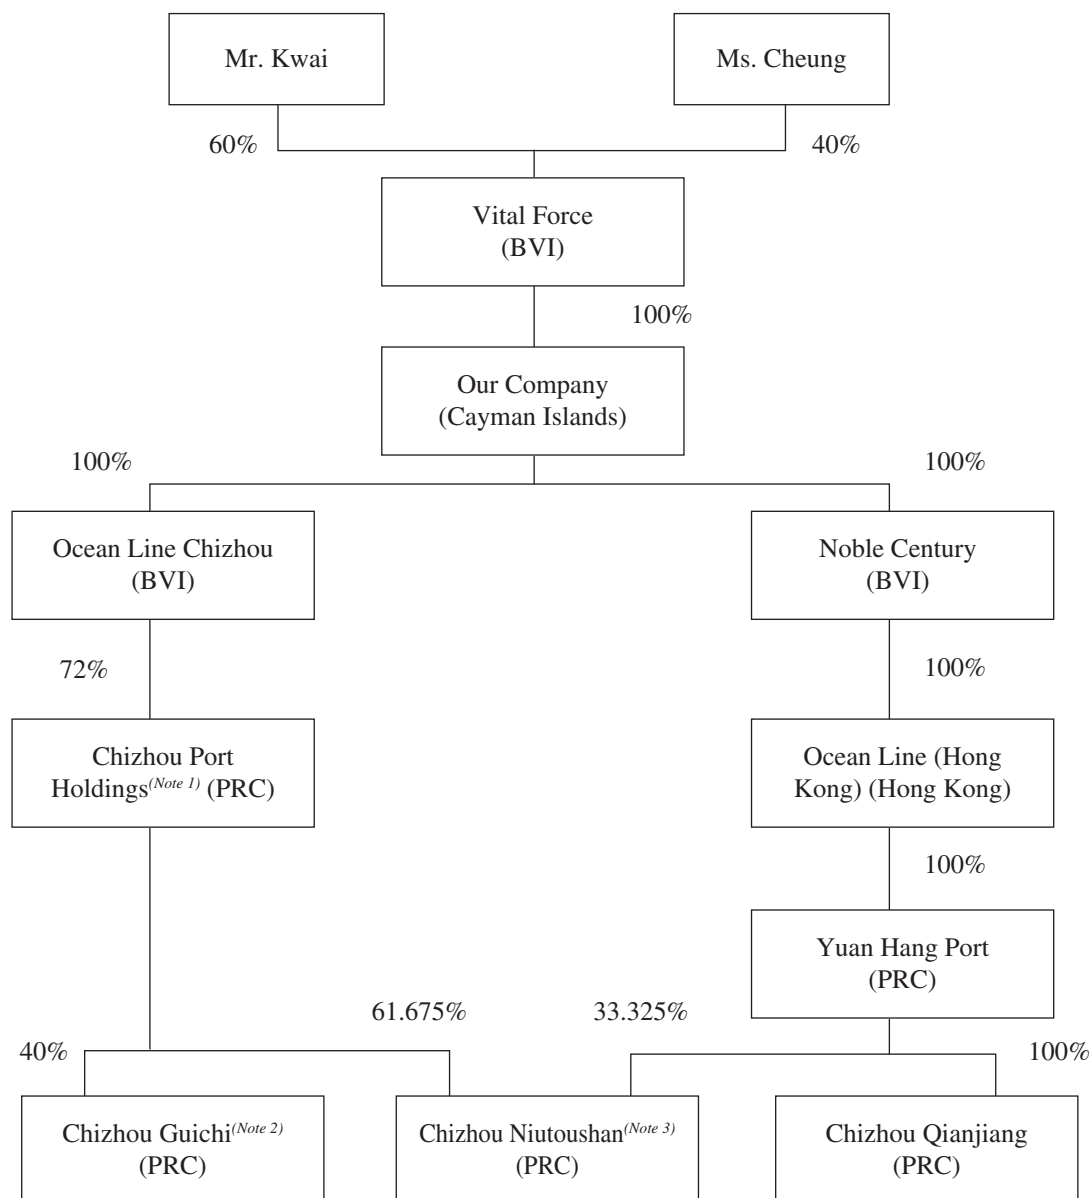 Mr. Kwai
Ms. Cheung
60%
40%
Vital Force
(BVI)
100%
Our Company
(Cayman Islands)
100%
100%
Ocean Line Chizhou
(BVI)
Noble Century
(BVI)
72%
100%
Chizhou Port
Holdings(Note 1) (PRC)
Ocean Line (Hong
Kong) (Hong Kong)
100%
Yuan Hang Port
(PRC)
61.675%
33.325%
40%
100%
Chizhou Guichi(Note 2)
(PRC)
Chizhou Niutoushan(Note 3)
(PRC)
Chizhou Qianjiang
(PRC)